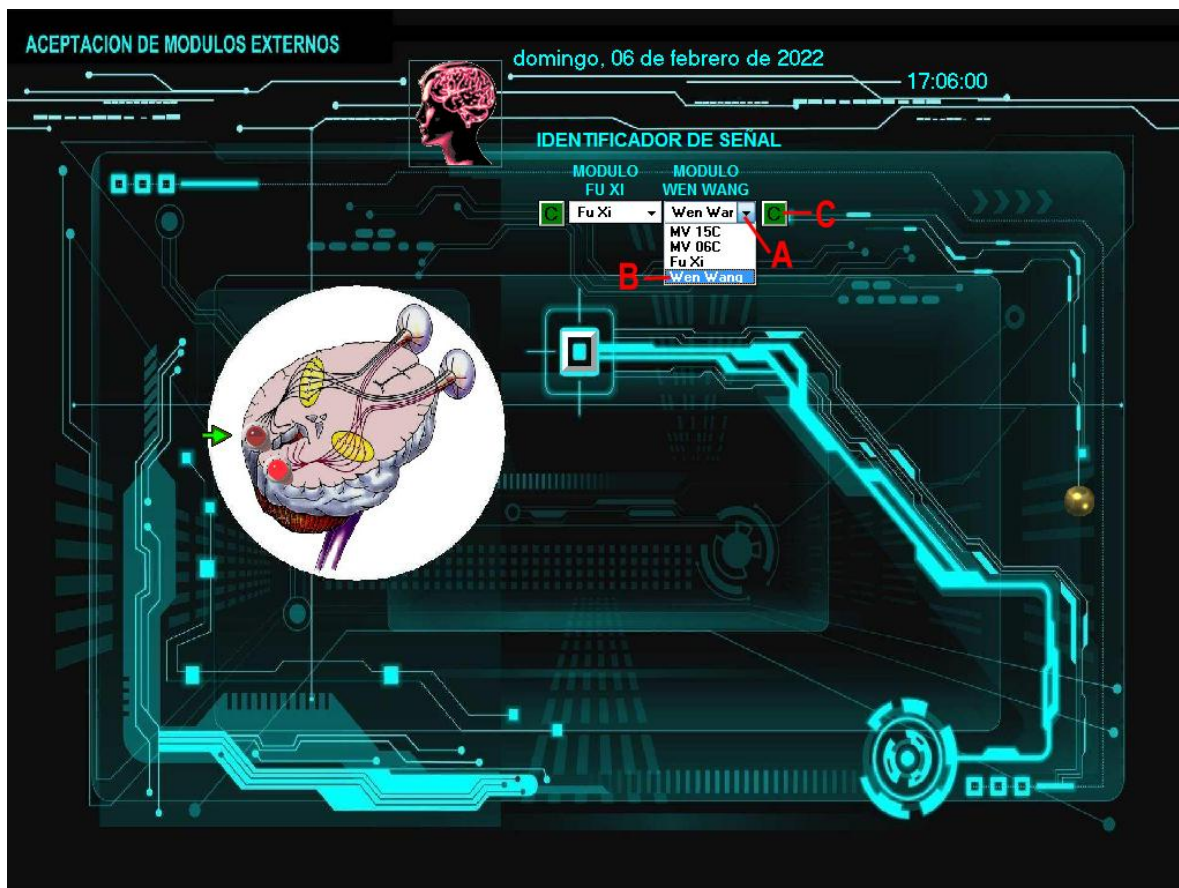 ACEPTACION DE MODULOS EXTERNOS
domingo, 06 de febrero de 2022
17:06:00
IDENTIFICADOR DE SEÑAL
MODULO FU XI
MODULO WEN WANG
C Fu Xi Wen War C C
A
MV 15C
MV 06C
Fu Xi
B Wen Wang